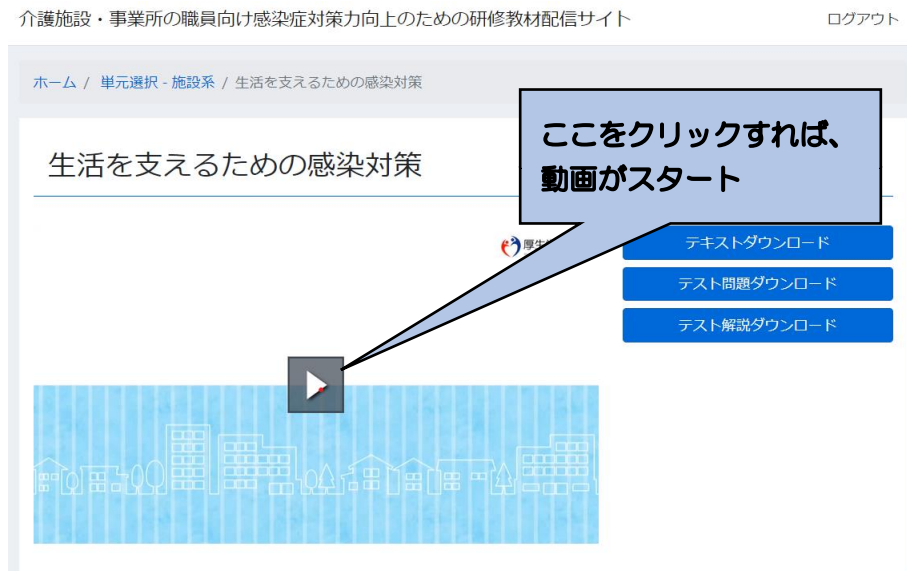 介護施設・事業所の職員向け感染症対策力向上のための研修教材配信サイト
ログアウト
ホーム / 単元選択 - 施設系 / 生活を支えるための感染対策
ここをクリックすれば、
動画がスタート
生活を支えるための感染対策
厚生
テキストダウンロード
テスト問題ダウンロード
テスト解説ダウンロード